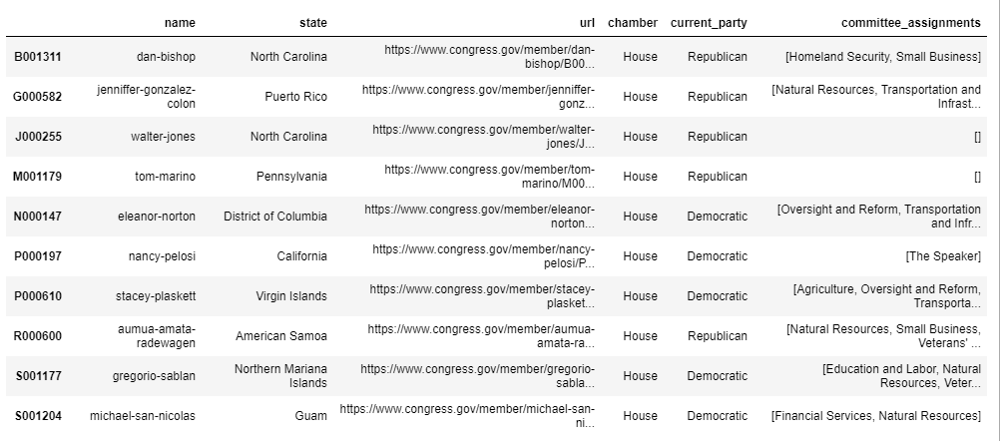 name state url chamber current_party committee_assignments
B001311 dan-bishop North Carolina https://www.congress.gov/member/dan- House Republican [Homeland Security, Small Business]
bishop/B00...
G000582 jenniffer-gonzalez- Puerto Rico https://www.congress.gov/member/jenniffer- House Republican [Natural Resources, Transportation and
colon gonz... Infrast...
J000255 walter-jones North Carolina https://www.congress.gov/member/walter- House Republican []
jones/J...
M001179 tom-marino Pennsylvania https://www.congress.gov/member/tom- House Republican []
marino/M00...
N000147 eleanor-norton District of Columbia https://www.congress.gov/member/eleanor- House Democratic [Oversight and Reform, Transportation
norton... and Infr...
P000197 nancy-pelosi California https://www.congress.gov/member/nancy- House Democratic [The Speaker]
pelosi/P...
P000610 stacey-plaskett Virgin Islands https://www.congress.gov/member/stacey- House Democratic [Agriculture, Oversight and Reform,
plasket... Transporta...
R000600 aumua-amata- American Samoa https://www.congress.gov/member/aumua- House Republican [Natural Resources, Small Business,
radewagen amata-ra... Veterans' ...
S001177 gregorio-sablan Northern Mariana https://www.congress.gov/member/gregorio- House Democratic [Education and Labor, Natural
Islands sabla... Resources, Veter...
S001204 michael-san-nicolas Guam https://www.congress.gov/member/michael-san- House Democratic [Financial Services, Natural Resources]
ni...